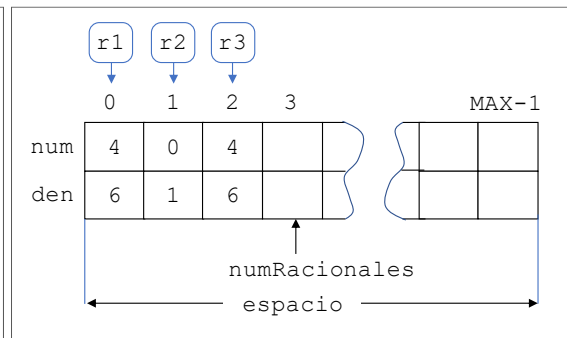 r1 r2 r3
0 1 2 3 MAX-1
num 4 0 4
den 6 1 6
numRacionales
espacio